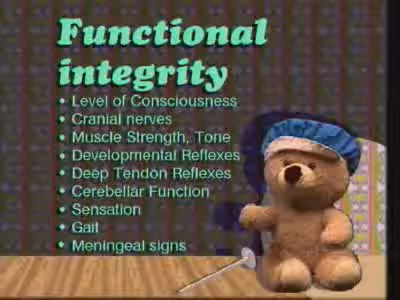 Functional
integrity
• Level of Consciousness
• Cranial nerves
• Muscle Strength, Tone
• Developmental Reflexes
• Deep Tendon Reflexes
• Cerebellar Function
• Sensation
• Gait
• Meningeal signs